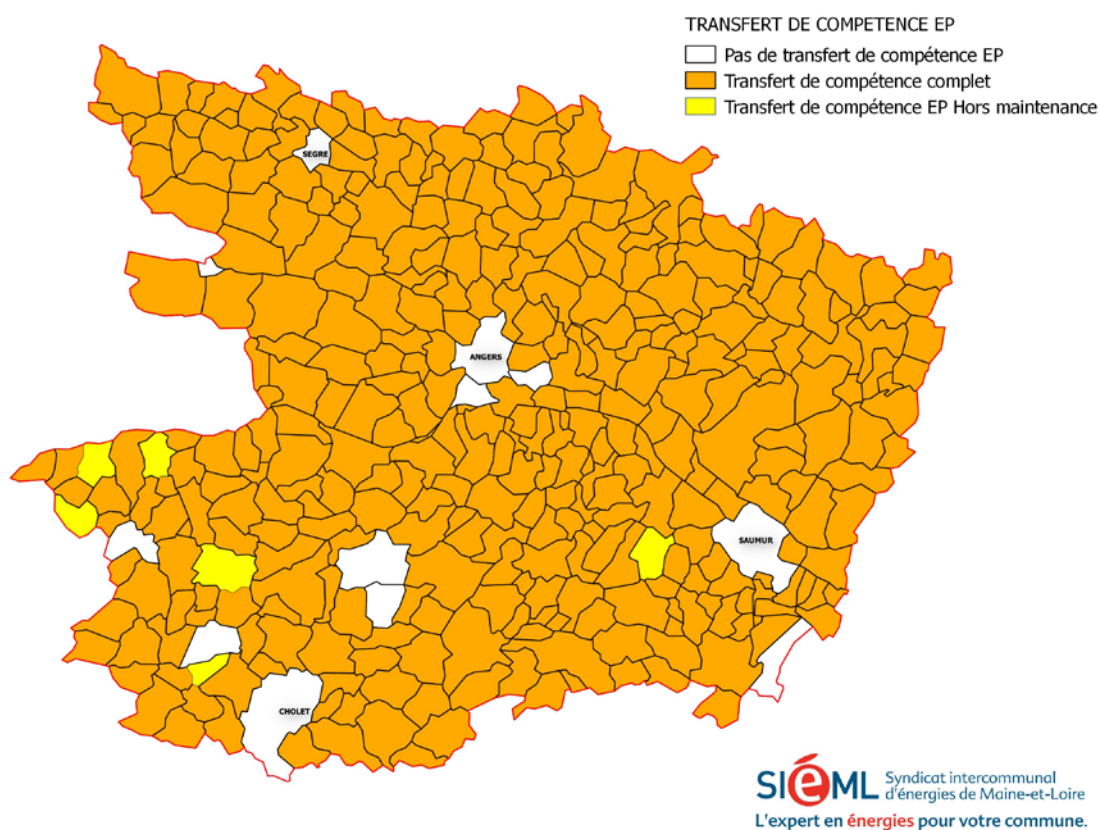 TRANSFERT DE COMPETENCE EP
Pas de transfert de compétence EP
Transfert de compétence complet
Transfert de compétence EP Hors maintenance
SEGRE
ANGERS
SAUMUR
CHOLET
SIéML Syndicat intercommunal
d'énergies de Maine-et-Loire
L'expert en énergies pour votre commune.